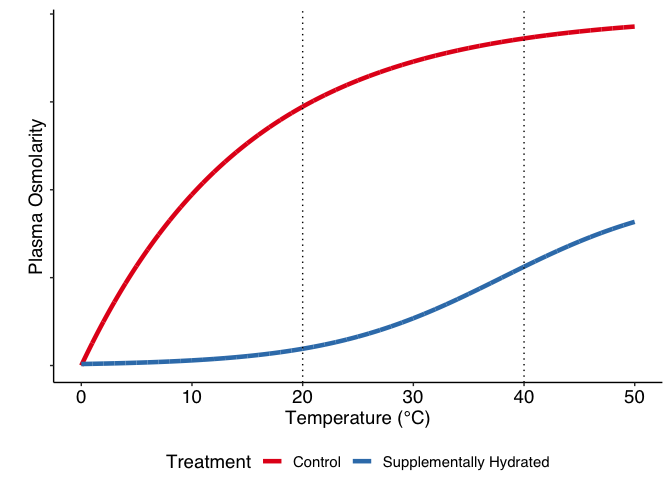 Plasma Osmolarity
0 10 20 30 40 50
Temperature (°C)
Treatment Control Supplementally Hydrated